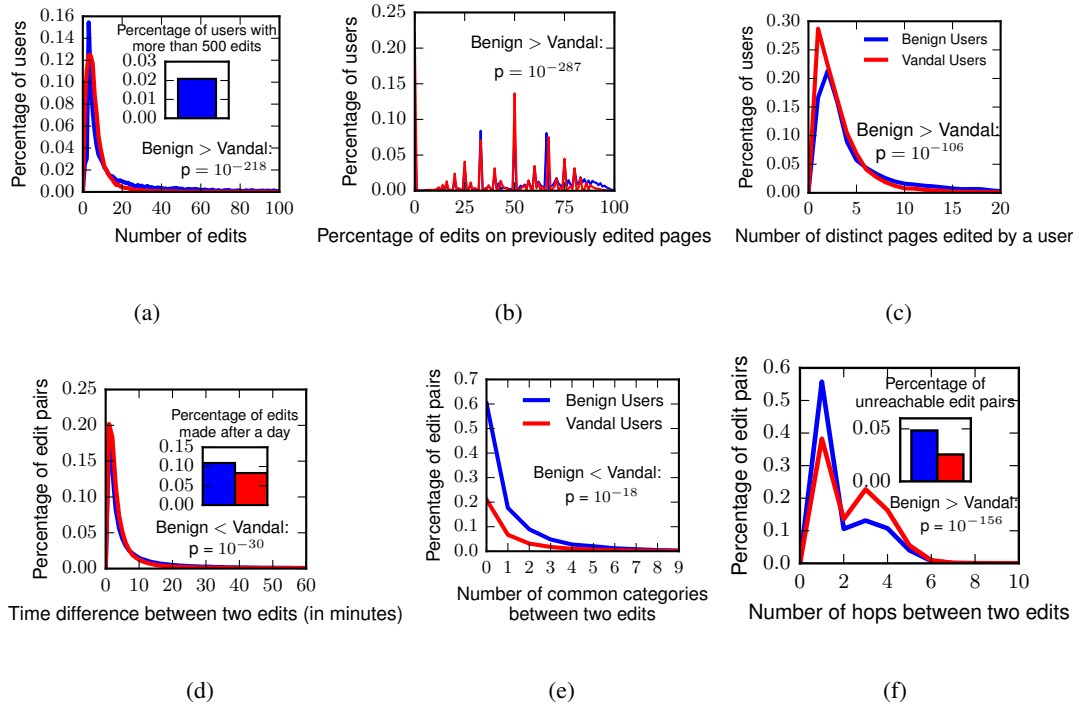 Percentage of users
0.16
0.14
0.12
0.10
0.08
0.06
0.04
0.02
0.00
Percentage of users with
more than 500 edits
0.03
0.02
0.01
0.00
Benign > Vandal:
p = 10^{-218}
0 20 40 60 80 100
Number of edits
(a)
Percentage of users
0.25
0.20
0.15
0.10
0.05
0.00
Benign > Vandal:
p = 10^{-287}
0 25 50 75 100
Percentage of edits on previously edited pages
(b)
Percentage of users
0.30
0.25
0.20
0.15
0.10
0.05
0.00
Benign Users
Vandal Users
Benign > Vandal:
p = 10^{-106}
0 5 10 15 20
Number of distinct pages edited by a user
(c)
Percentage of edit pairs
0.25
0.20
0.15
0.10
0.05
0.00
Percentage of edits
made after a day
0.15
0.10
0.05
0.00
Benign < Vandal:
p = 10^{-30}
0 10 20 30 40 50 60
Time difference between two edits (in minutes)
(d)
Percentage of edit pairs
0.7
0.6
0.5
0.4
0.3
0.2
0.1
0.0
Benign Users
Vandal Users
Benign < Vandal:
p = 10^{-18}
0 1 2 3 4 5 6 7 8 9
Number of common categories
between two edits
(e)
Percentage of edit pairs
0.6
0.5
0.4
0.3
0.2
0.1
0.0
Percentage of
unreachable edit pairs
0.05
0.00
Benign > Vandal:
p = 10^{-156}
0 2 4 6 8 10
Number of hops between two edits
(f)